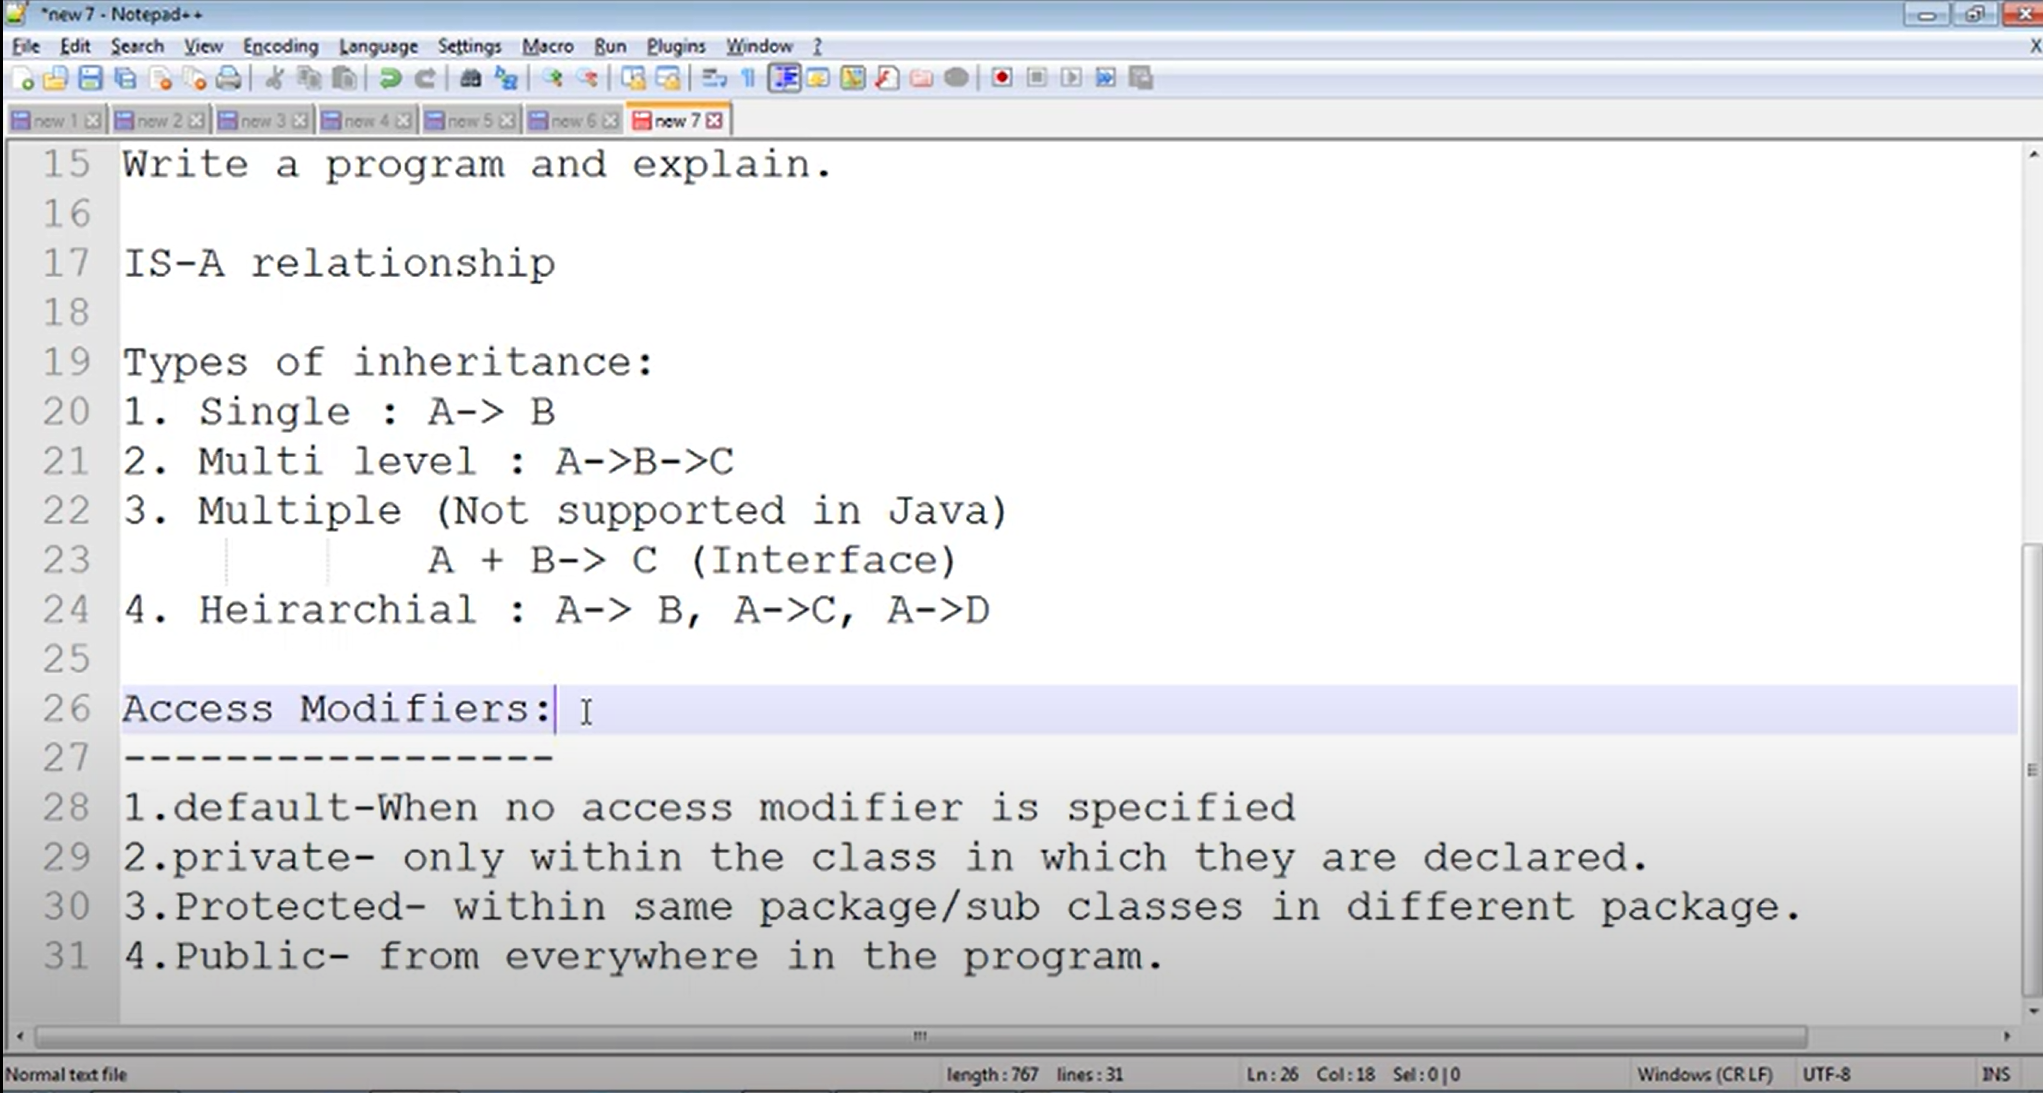 *new 7 - Notepad++
File Edit Search View Encoding Language Settings Macro Run Plugins Window ? X
new 1 new 2 new 3 new 4 new 5 new 6 new 7
15 Write a program and explain.
16
17 IS-A relationship
18
19 Types of inheritance:
20 1. Single : A-> B
21 2. Multi level : A->B->C
22 3. Multiple (Not supported in Java)
23 A + B-> C (Interface)
24 4. Heirarchial : A-> B, A->C, A->D
25
26 Access Modifiers:
27 -----------------
28 1.default-When no access modifier is specified
29 2.private- only within the class in which they are declared.
30 3.Protected- within same package/sub classes in different package.
31 4.Public- from everywhere in the program.
Normal text file length : 767 lines : 31 Ln : 26 Col : 18 Sel : 0 | 0 Windows (CR LF) UTF-8 INS